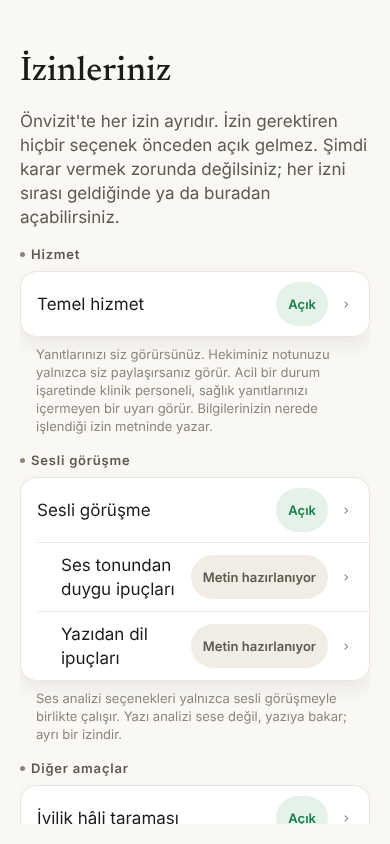 İzinleriniz
Önvizit'te her izin ayrıdır. İzin gerektiren
hiçbir seçenek önceden açık gelmez. Şimdi
karar vermek zorunda değilsiniz; her izni
sırası geldiğinde ya da buradan
açabilirsiniz.
Hizmet
Temel hizmet
Açık
Yanıtlarınızı siz görürsünüz. Hekiminiz notunuzu
yalnızca siz paylaşırsanız görür. Acil bir durum
işaretinde klinik personeli, sağlık yanıtlarınızı
içermeyen bir uyarı görür. Bilgilerinizin nerede
işlendiği izin metninde yazar.
Sesli görüşme
Sesli görüşme
Açık
Ses tonundan
duygu ipuçları
Metin hazırlanıyor
Yazıdan dil
ipuçları
Metin hazırlanıyor
Ses analizi seçenekleri yalnızca sesli görüşmeyle
birlikte çalışır. Yazı analizi sese değil, yazıya bakar;
ayrı bir izindir.
Diğer amaçlar
İyilik hâli taraması
Açık